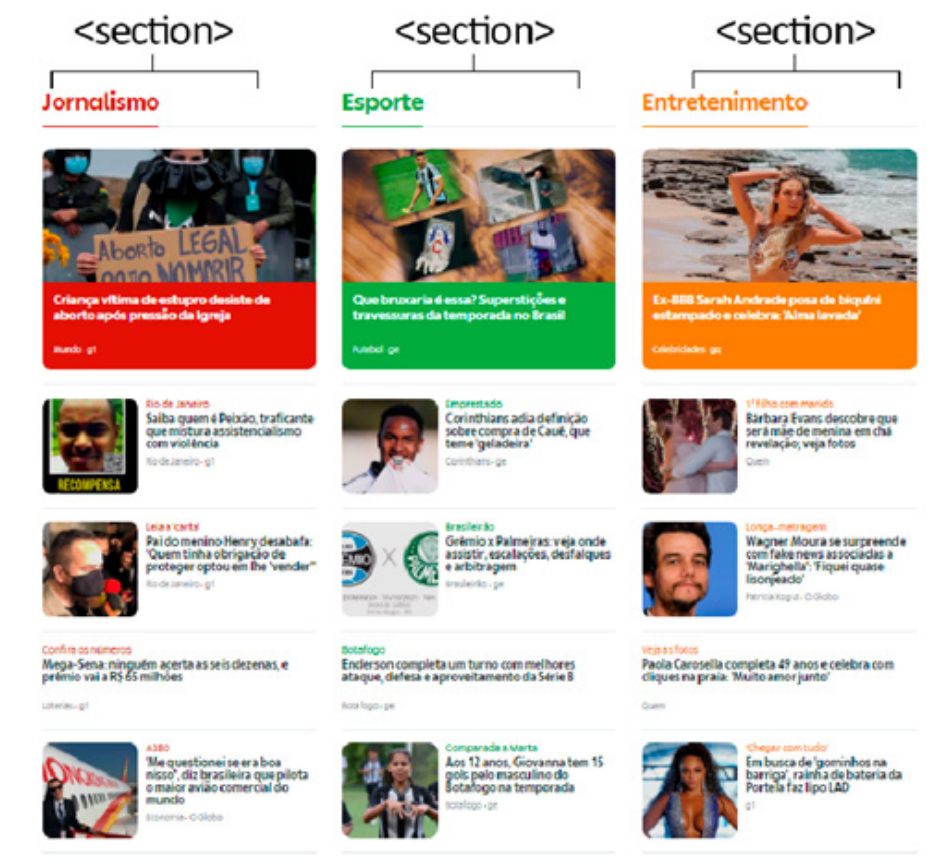 <section>
<section>
<section>
Jornalismo
Aborto LEGAL
PARA NO MORIR
Criança vítima de estupro desiste de
aborto após pressão da Igreja
Mundo g1
Rio de Janeiro
Saiba quem é Peixão, traficante
que mistura assistencialismo
com violência
Rio de Janeiro - g1
RECOMPENSA
Leia a 'carta'
Pai do menino Henry desabafa:
'Quem tinha obrigação de
proteger optou em lhe 'vender''
Rio de Janeiro - g1
Confira os números
Mega-Sena: ninguém acerta as seis dezenas, e
prêmio vai a R$ 65 milhões
Loterias - g1
A380
'Me questionei se era boa
nisso", diz brasileira que pilota
o maior avião comercial do
mundo
Economia - O Globo
Esporte
Que bruxaria é essa? Superstições e
travessuras da temporada no Brasil
Futebol ge
Emprestado
Corinthians adia definição
sobre compra de Cauê, que
teme 'geladeira'
Corinthians - ge
Brasileirão
Grêmio x Palmeiras: veja onde
assistir, escalações, desfalques
e arbitragem
Brasileirão - ge
Botafogo
Enderson completa um turno com melhores
ataque, defesa e aproveitamento da Série B
Botafogo - ge
Comparada a Marta
Aos 12 anos, Giovanna tem 15
gols pelo masculino do
Botafogo na temporada
Botafogo - ge
Entretenimento
Ex-BBB Sarah Andrade posa de biquíni
estampado e celebra: 'Alma lavada'
Celebridades gq
1º filho com marido
Bárbara Evans descobre que
será mãe de menina em chá
revelação; veja fotos
Quem
Longa-metragem
Wagner Moura se surpreende
com fake news associadas a
'Marighella': 'Fiquei quase
lisonjeado'
Patrícia Kogut - O Globo
Veja as fotos
Paola Carosella completa 49 anos e celebra com
cliques na praia: 'Muito amor junto'
Quem
'Chegar com tudo'
Em busca de 'gominhos na
barriga', rainha de bateria da
Portela faz lipo LAD
g1